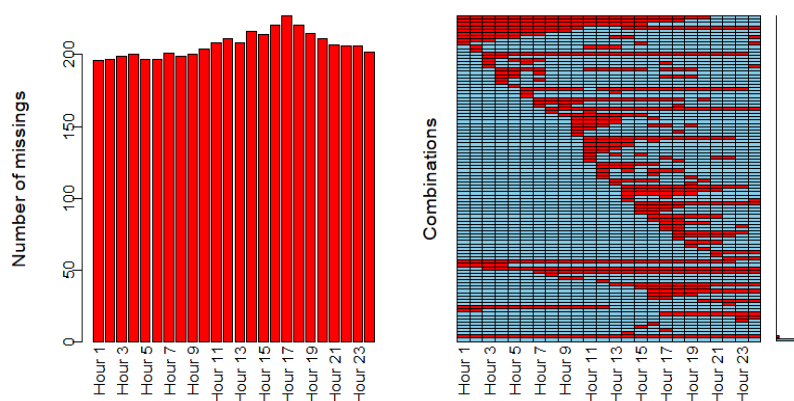 Number of missings
0
50
100
150
200
Hour 1
Hour 3
Hour 5
Hour 7
Hour 9
Hour 11
Hour 13
Hour 15
Hour 17
Hour 19
Hour 21
Hour 23
Combinations
Hour 1
Hour 3
Hour 5
Hour 7
Hour 9
Hour 11
Hour 13
Hour 15
Hour 17
Hour 19
Hour 21
Hour 23